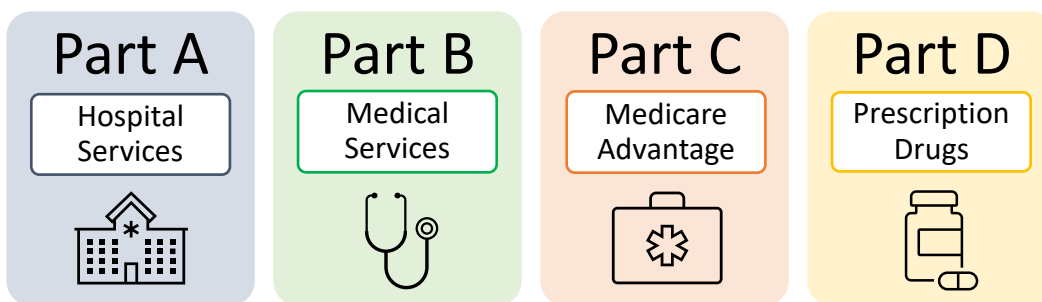 Part A
Hospital
Services
Part B
Medical
Services
Part C
Medicare
Advantage
Part D
Prescription
Drugs